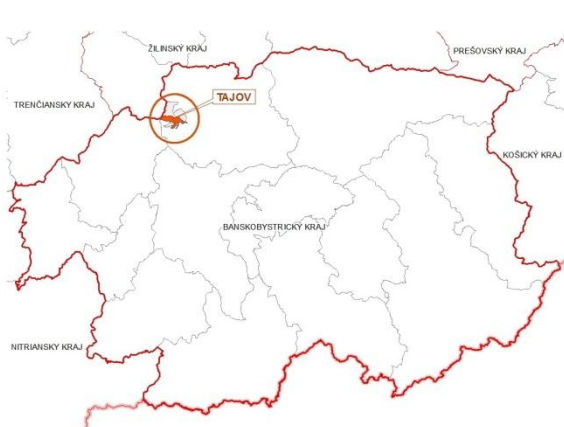 ŽILINSKÝ KRAJ
PREŠOVSKÝ KRAJ
TAJOV
TRENČIANSKY KRAJ
KOŠICKÝ KRAJ
BANSKOBYSTRICKÝ KRAJ
NITRIANSKY KRAJ